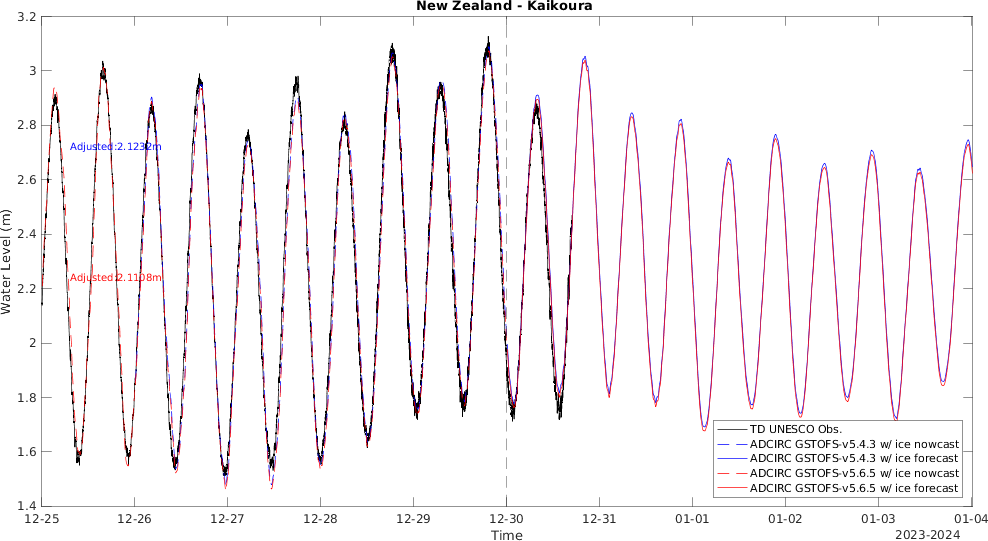 New Zealand - Kaikoura
3.2
3
2.8
2.6
2.4
2.2
2
1.8
1.6
1.4
Water Level (m)
Adjusted:2.1232m
Adjusted:2.1108m
TD UNESCO Obs.
ADCIRC GSTOFS-v5.4.3 w/ ice nowcast
ADCIRC GSTOFS-v5.4.3 w/ ice forecast
ADCIRC GSTOFS-v5.6.5 w/ ice nowcast
ADCIRC GSTOFS-v5.6.5 w/ ice forecast
12-25 12-26 12-27 12-28 12-29 12-30 12-31 01-01 01-02 01-03 01-04
Time
2023-2024